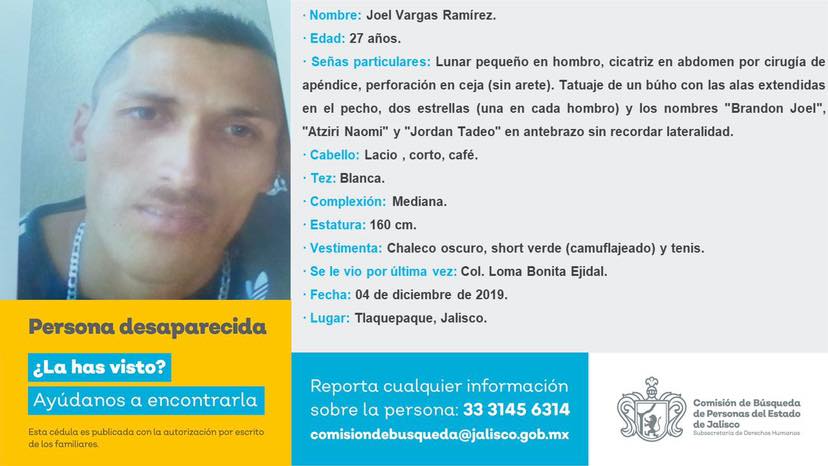 · Nombre: Joel Vargas Ramírez.
· Edad: 27 años.
· Señas particulares: Lunar pequeño en hombro, cicatriz en abdomen por cirugía de
apéndice, perforación en ceja (sin arete). Tatuaje de un búho con las alas extendidas
en el pecho, dos estrellas (una en cada hombro) y los nombres "Brandon Joel",
"Atziri Naomi" y "Jordan Tadeo" en antebrazo sin recordar lateralidad.
· Cabello: Lacio , corto, café.
· Tez: Blanca.
· Complexión: Mediana.
· Estatura: 160 cm.
· Vestimenta: Chaleco oscuro, short verde (camuflajeado) y tenis.
· Se le vio por última vez: Col. Loma Bonita Ejidal.
· Fecha: 04 de diciembre de 2019.
· Lugar: Tlaquepaque, Jalisco.
Persona desaparecida
¿La has visto?
Ayúdanos a encontrarla
Esta cédula es publicada con la autorización por escrito
de los familiares.
Reporta cualquier información
sobre la persona: 33 3145 6314
comisiondebusqueda@jalisco.gob.mx
Comisión de Búsqueda
de Personas del Estado
de Jalisco
Subsecretaría de Derechos Humanos